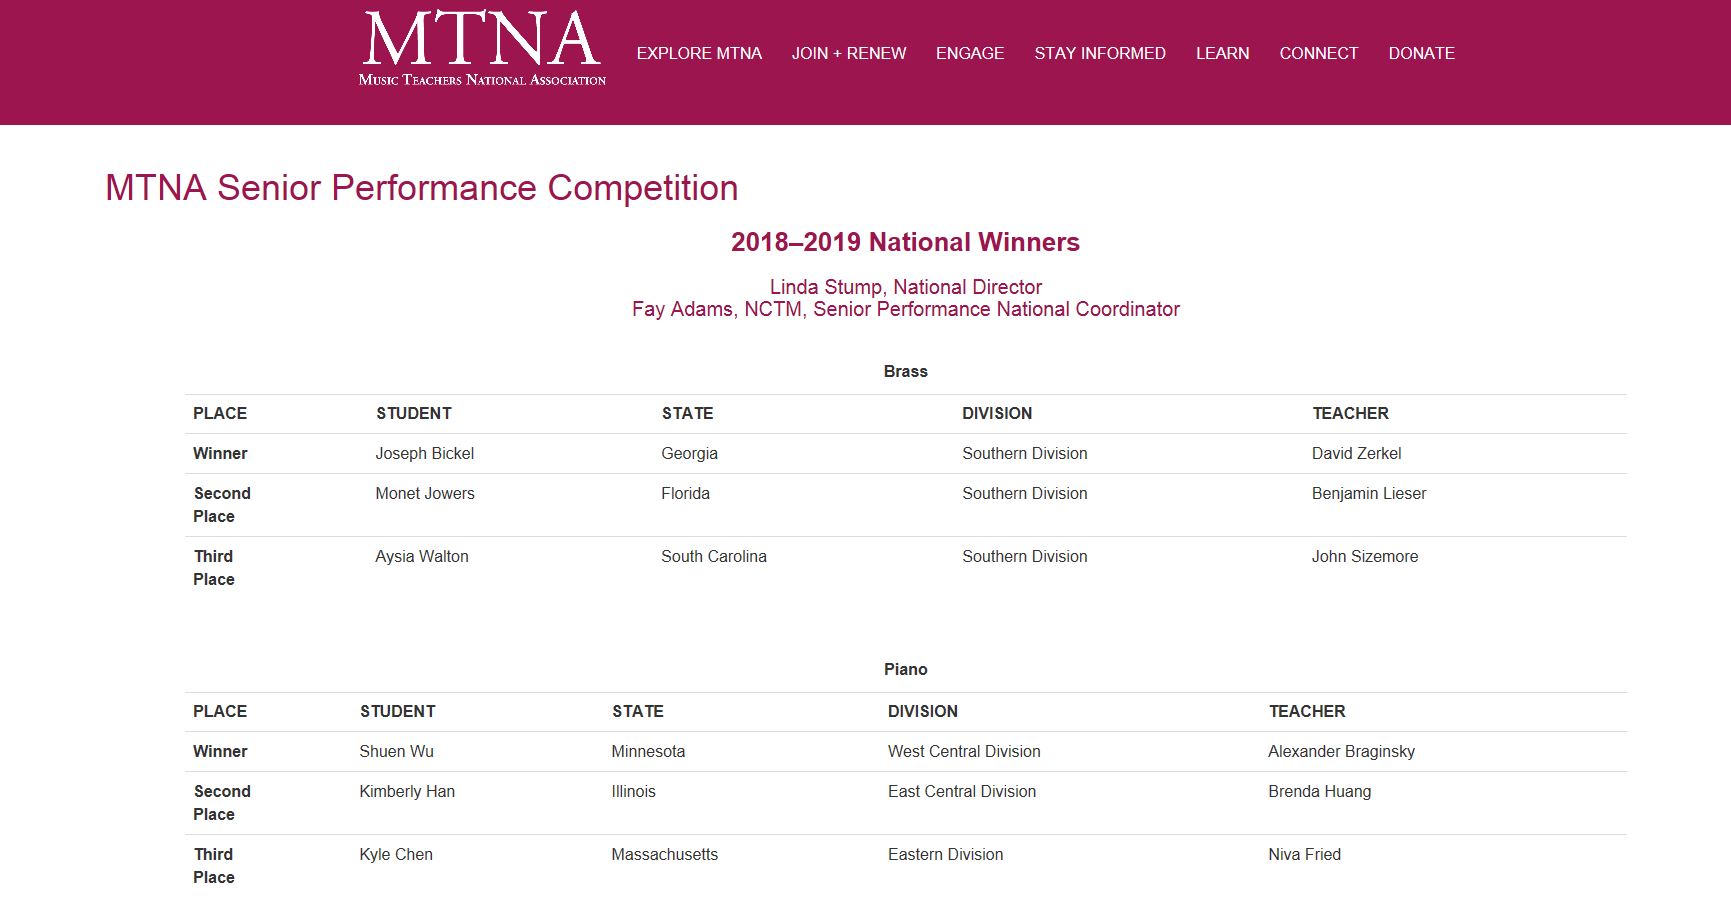 MTNA
MUSIC TEACHERS NATIONAL ASSOCIATION
EXPLORE MTNA JOIN + RENEW ENGAGE STAY INFORMED LEARN CONNECT DONATE
MTNA Senior Performance Competition
2018–2019 National Winners
Linda Stump, National Director
Fay Adams, NCTM, Senior Performance National Coordinator
Brass
PLACE STUDENT STATE DIVISION TEACHER
Winner Joseph Bickel Georgia Southern Division David Zerkel
Second Monet Jowers Florida Southern Division Benjamin Lieser
Place
Third Aysia Walton South Carolina Southern Division John Sizemore
Place
Piano
PLACE STUDENT STATE DIVISION TEACHER
Winner Shuen Wu Minnesota West Central Division Alexander Braginsky
Second Kimberly Han Illinois East Central Division Brenda Huang
Place
Third Kyle Chen Massachusetts Eastern Division Niva Fried
Place